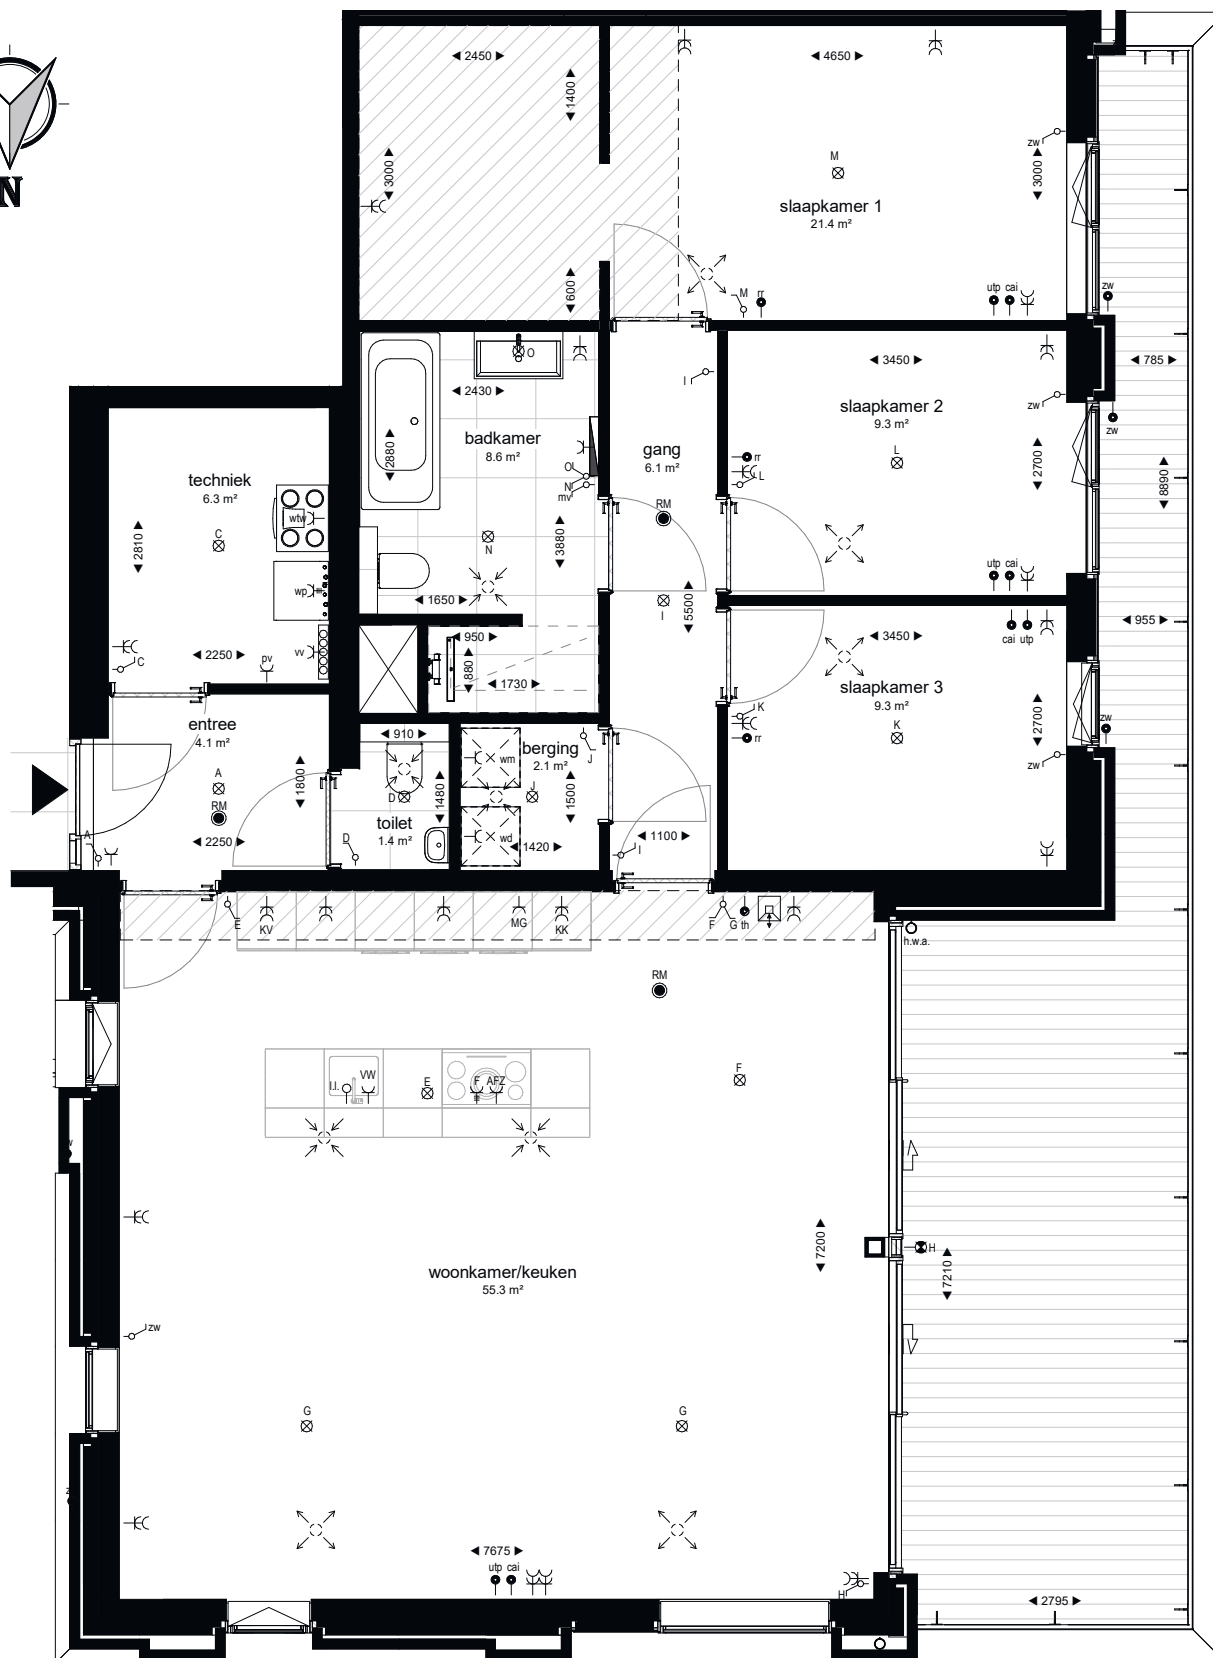 N
2450
4650
1400
3000
zw
M
3000
slaapkamer 1
21.4 m²
600
M
rr
utp cai
zw
O
2430
3450
785
I
zw
slaapkamer 2
9.3 m²
zw
badkamer
8.6 m²
2880
gang
6.1 m²
L
2700
8890
rr
L
O
N
mv
techniek
6.3 m²
wtw
C
2810
RM
N
3880
utp cai
wp
1650
I
5500
955
cai utp
950
3450
vv
C
2250
pv
880
1730
slaapkamer 3
9.3 m²
K
rr
K
2700
zw
zw
entree
4.1 m²
910
berging
2.1 m²
J
wm
A
1800
RM
D
1480
J
1500
toilet
1.4 m²
A
2250
D
wd
1420
1100
I
E
KV
MG
KK
F
G
th
h.w.a.
RM
F
l.l.
VW
E
F
AFZ
7200
H
7210
woonkamer/keuken
55.3 m²
zw
G
G
7675
utp cai
H
2795